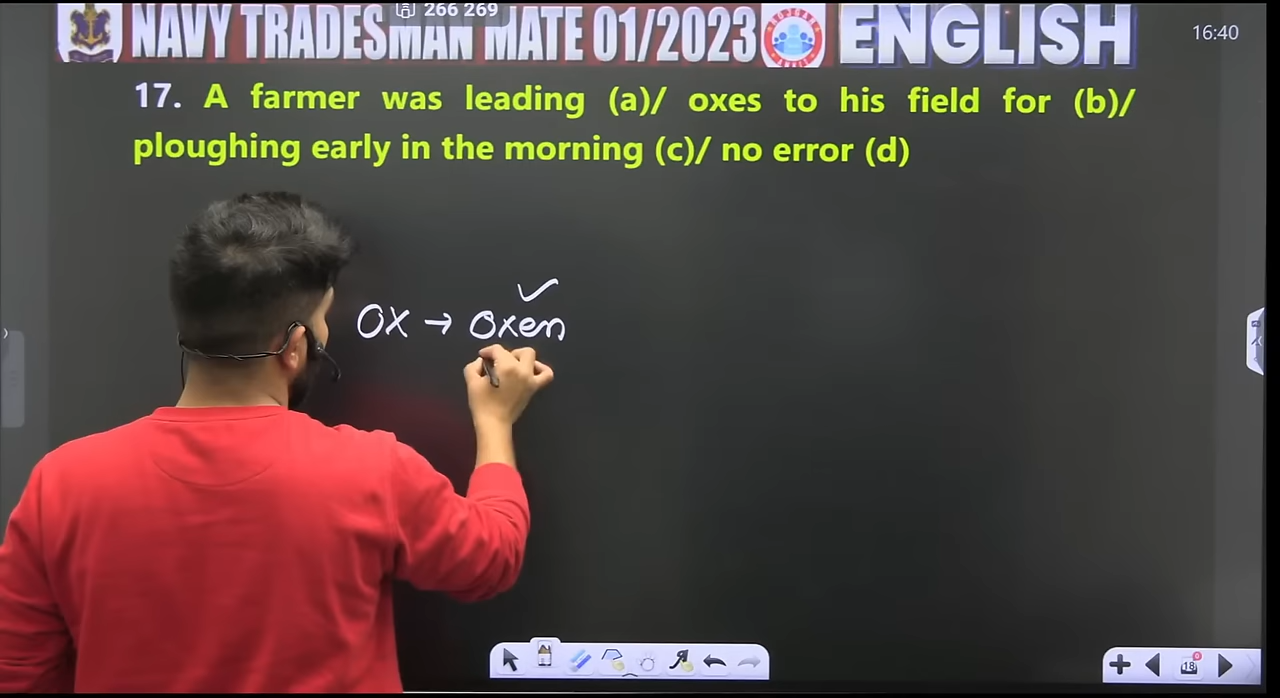 266 269
NAVY TRADESMAN MATE 01/2023 ENGLISH
16:40
17. A farmer was leading (a)/ oxes to his field for (b)/
ploughing early in the morning (c)/ no error (d)
OX → Oxen
18